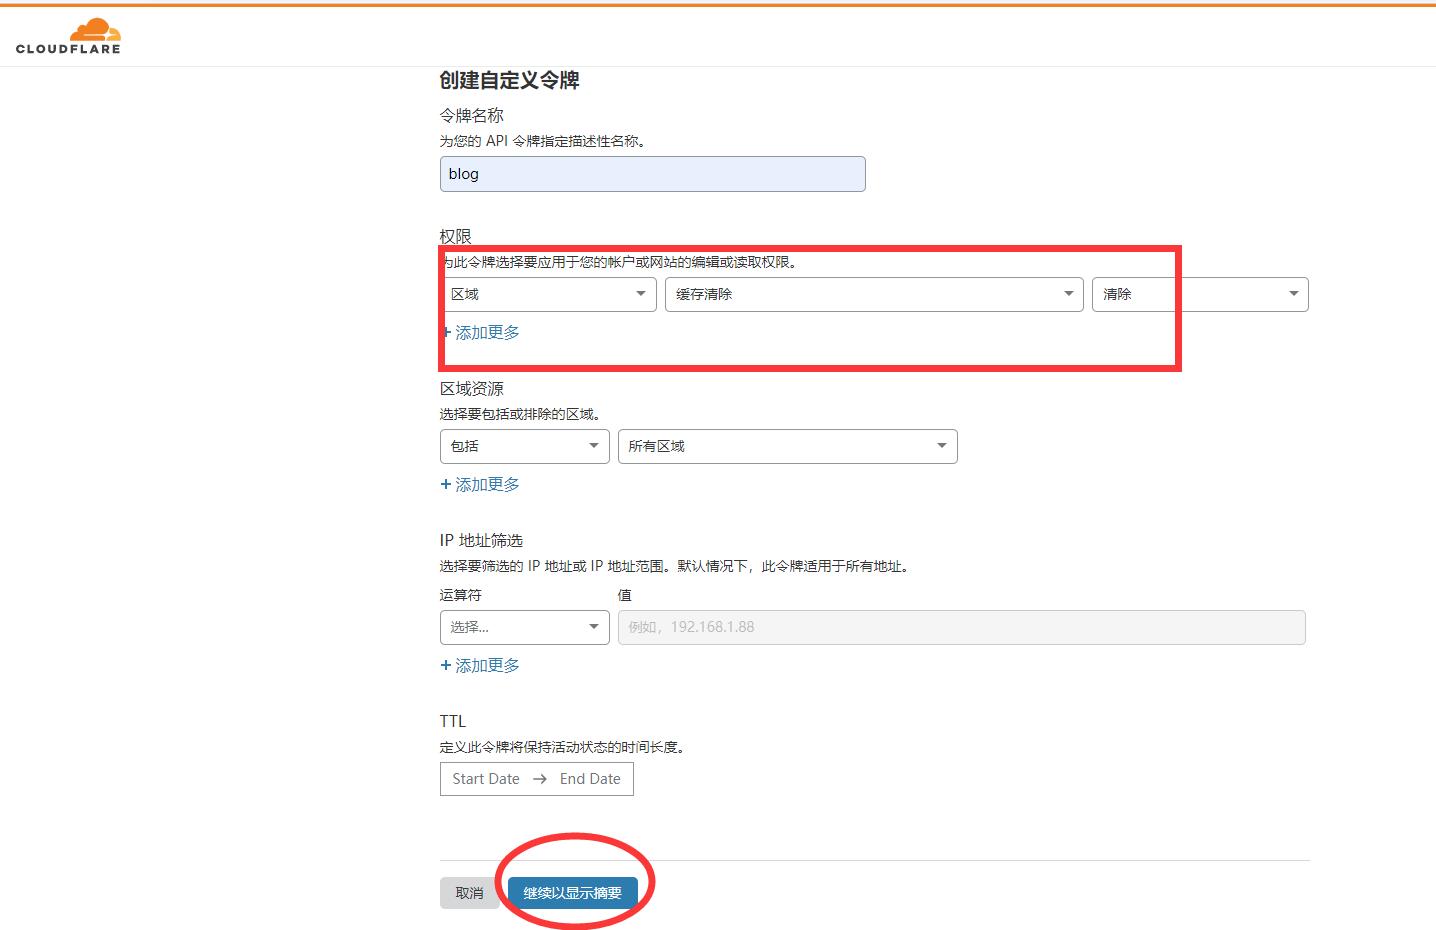 CLOUDFLARE
创建自定义令牌
令牌名称
为您的 API 令牌指定描述性名称。
blog
权限
为此令牌选择要应用于您的帐户或网站的编辑或读取权限。
区域 缓存清除 清除
+ 添加更多
区域资源
选择要包括或排除的区域。
包括 所有区域
+ 添加更多
IP 地址筛选
选择要筛选的 IP 地址或 IP 地址范围。默认情况下，此令牌适用于所有地址。
运算符 值
选择... 例如，192.168.1.88
+ 添加更多
TTL
定义此令牌将保持活动状态的时间长度。
Start Date → End Date
取消 继续以显示摘要